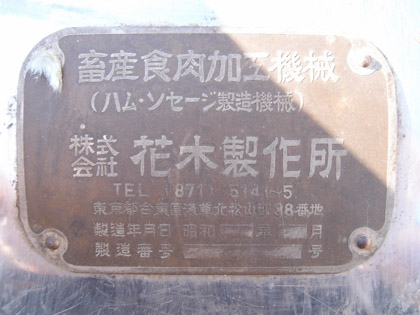 畜産食肉加工機械
(ハム・ソセージ製造機械)
株式会社 花木製作所
TEL (871) 5141~5
東京都台東区浅草北松山町38番地
製造年月日 昭和 年 月
製造番号 号